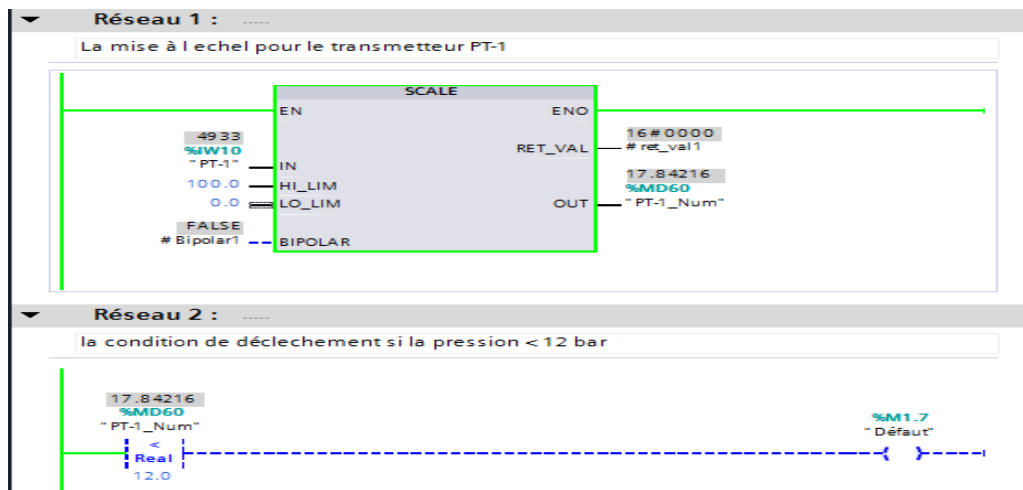 Réseau 1 : .....
La mise à l echel pour le transmetteur PT-1
SCALE
EN ENO
4933
%IW10
"PT-1" IN
16#0000
RET_VAL #ret_val1
100.0 HI_LIM
17.84216
%MD60
0.0 LO_LIM OUT "PT-1_Num"
FALSE
#Bipolar1 BIPOLAR
Réseau 2 : .....
la condition de déclechement si la pression < 12 bar
17.84216
%MD60
"PT-1_Num"
<
Real
12.0
%M1.7
"Défaut"